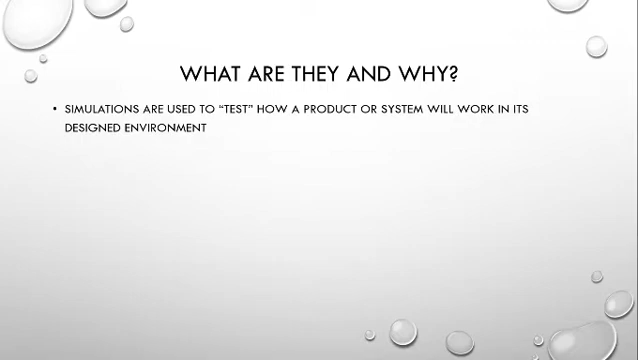 WHAT ARE THEY AND WHY?
• SIMULATIONS ARE USED TO “TEST” HOW A PRODUCT OR SYSTEM WILL WORK IN ITS
DESIGNED ENVIRONMENT